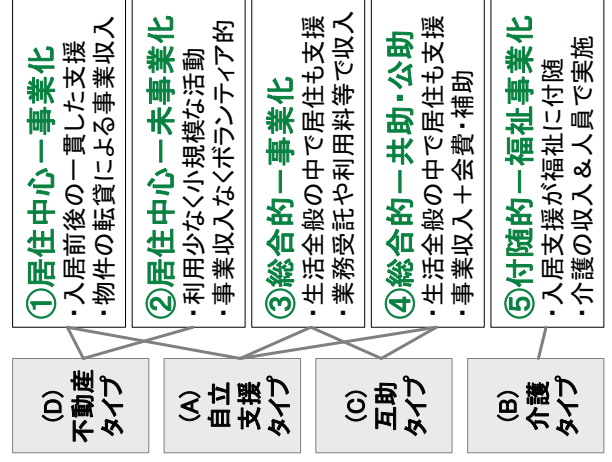 ①居住中心ー事業化
・入居前後の一貫した支援
・物件の転貸による事業収入
②居住中心ー未事業化
・利用少なく小規模な活動
・事業収入なくボランティア的
③総合的ー事業化
・生活全般の中で居住も支援
・業務受託や利用料等で収入
④総合的ー共助・公助
・生活全般の中で居住も支援
・事業収入＋会費・補助
⑤付随的ー福祉事業化
・入居支援が福祉に付随
・介護の収入＆人員で実施
(D)
不動産
タイプ
(A)
自立
支援
タイプ
(C)
互助
タイプ
(B)
介護
タイプ